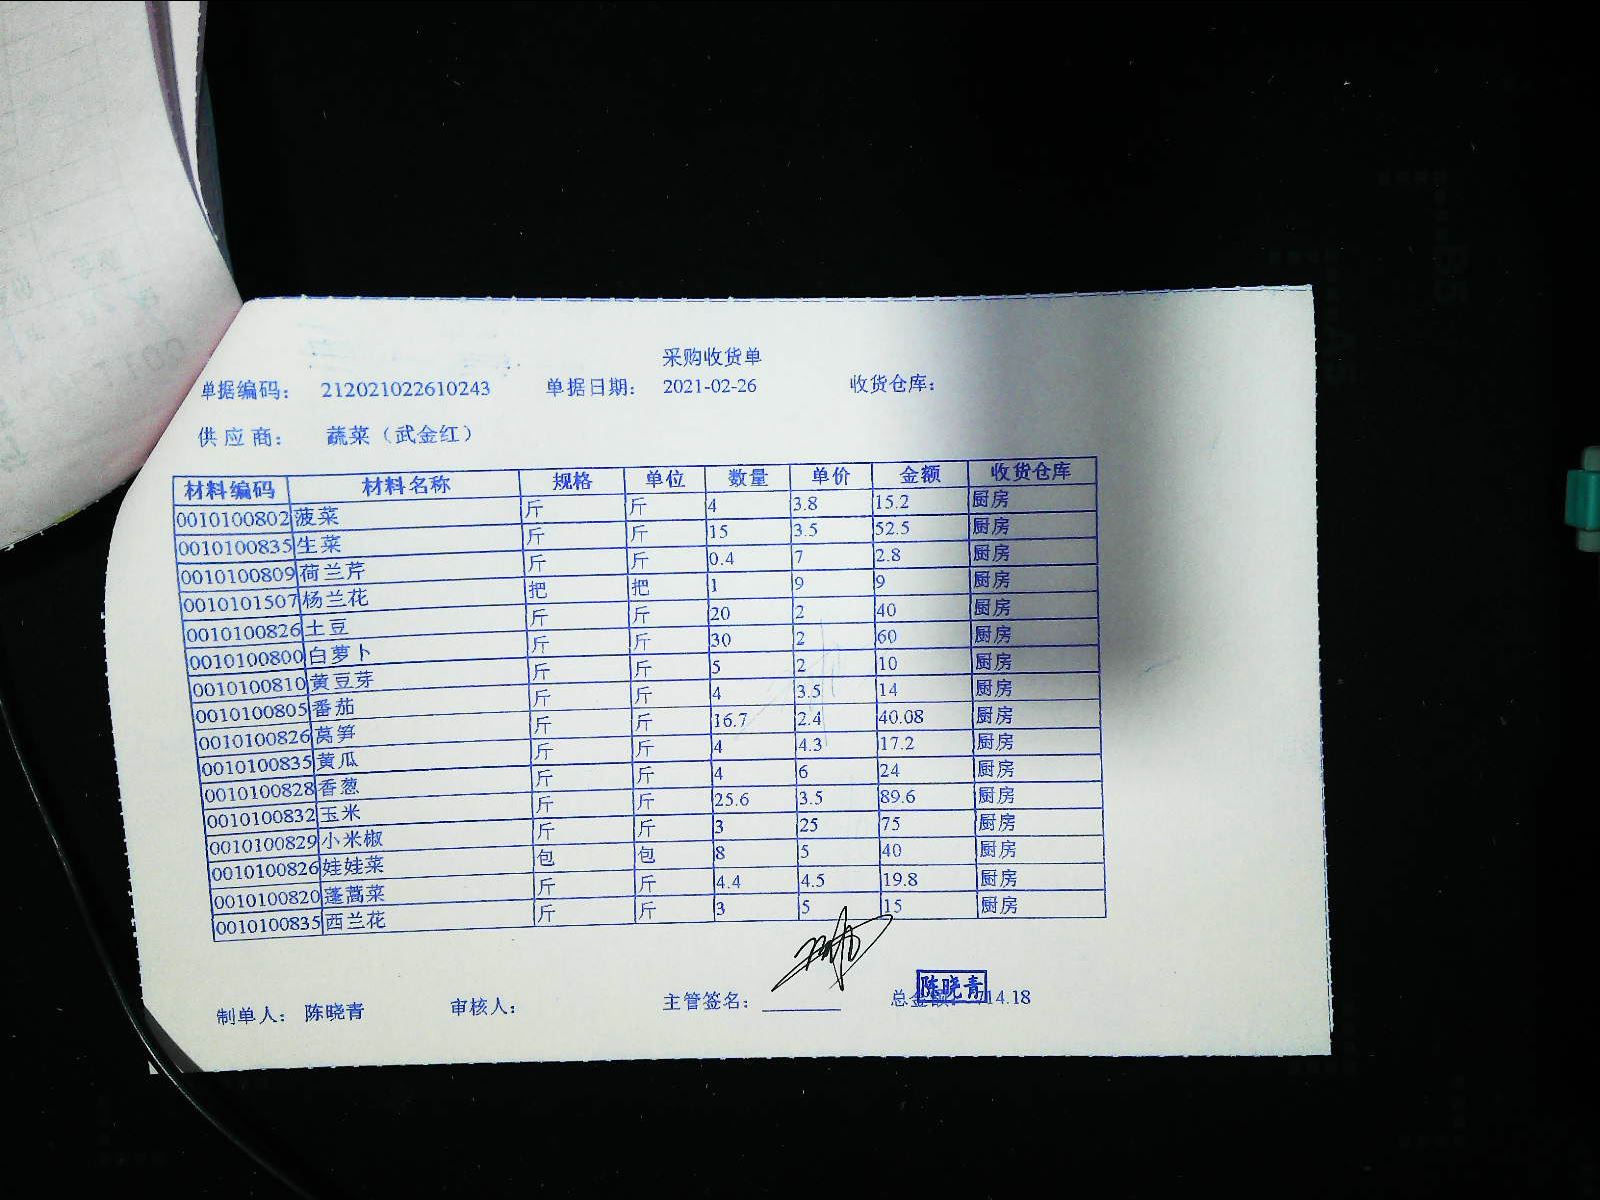 采购收货单
单据编码： 212021022610243 单据日期： 2021-02-26 收货仓库：
供应商： 蔬菜（武金红）
材料编码 材料名称 规格 单位 数量 单价 金额 收货仓库
0010100802 菠菜 斤 斤 4 3.8 15.2 厨房
0010100835 生菜 斤 斤 15 3.5 52.5 厨房
0010100809 荷兰芹 斤 斤 0.4 7 2.8 厨房
0010101507 杨兰花 把 把 1 9 9 厨房
0010100826 土豆 斤 斤 20 2 40 厨房
0010100800 白萝卜 斤 斤 30 2 60 厨房
0010100810 黄豆芽 斤 斤 5 2 10 厨房
0010100805 番茄 斤 斤 4 3.5 14 厨房
0010100826 莴笋 斤 斤 16.7 2.4 40.08 厨房
0010100835 黄瓜 斤 斤 4 4.3 17.2 厨房
0010100828 香葱 斤 斤 4 6 24 厨房
0010100832 玉米 斤 斤 25.6 3.5 89.6 厨房
0010100829 小米椒 斤 斤 3 25 75 厨房
0010100826 娃娃菜 包 包 8 5 40 厨房
0010100820 蓬蒿菜 斤 斤 4.4 4.5 19.8 厨房
0010100835 西兰花 斤 斤 3 5 15 厨房
陈晓青
制单人： 陈晓青 审核人： 主管签名： 总金额：